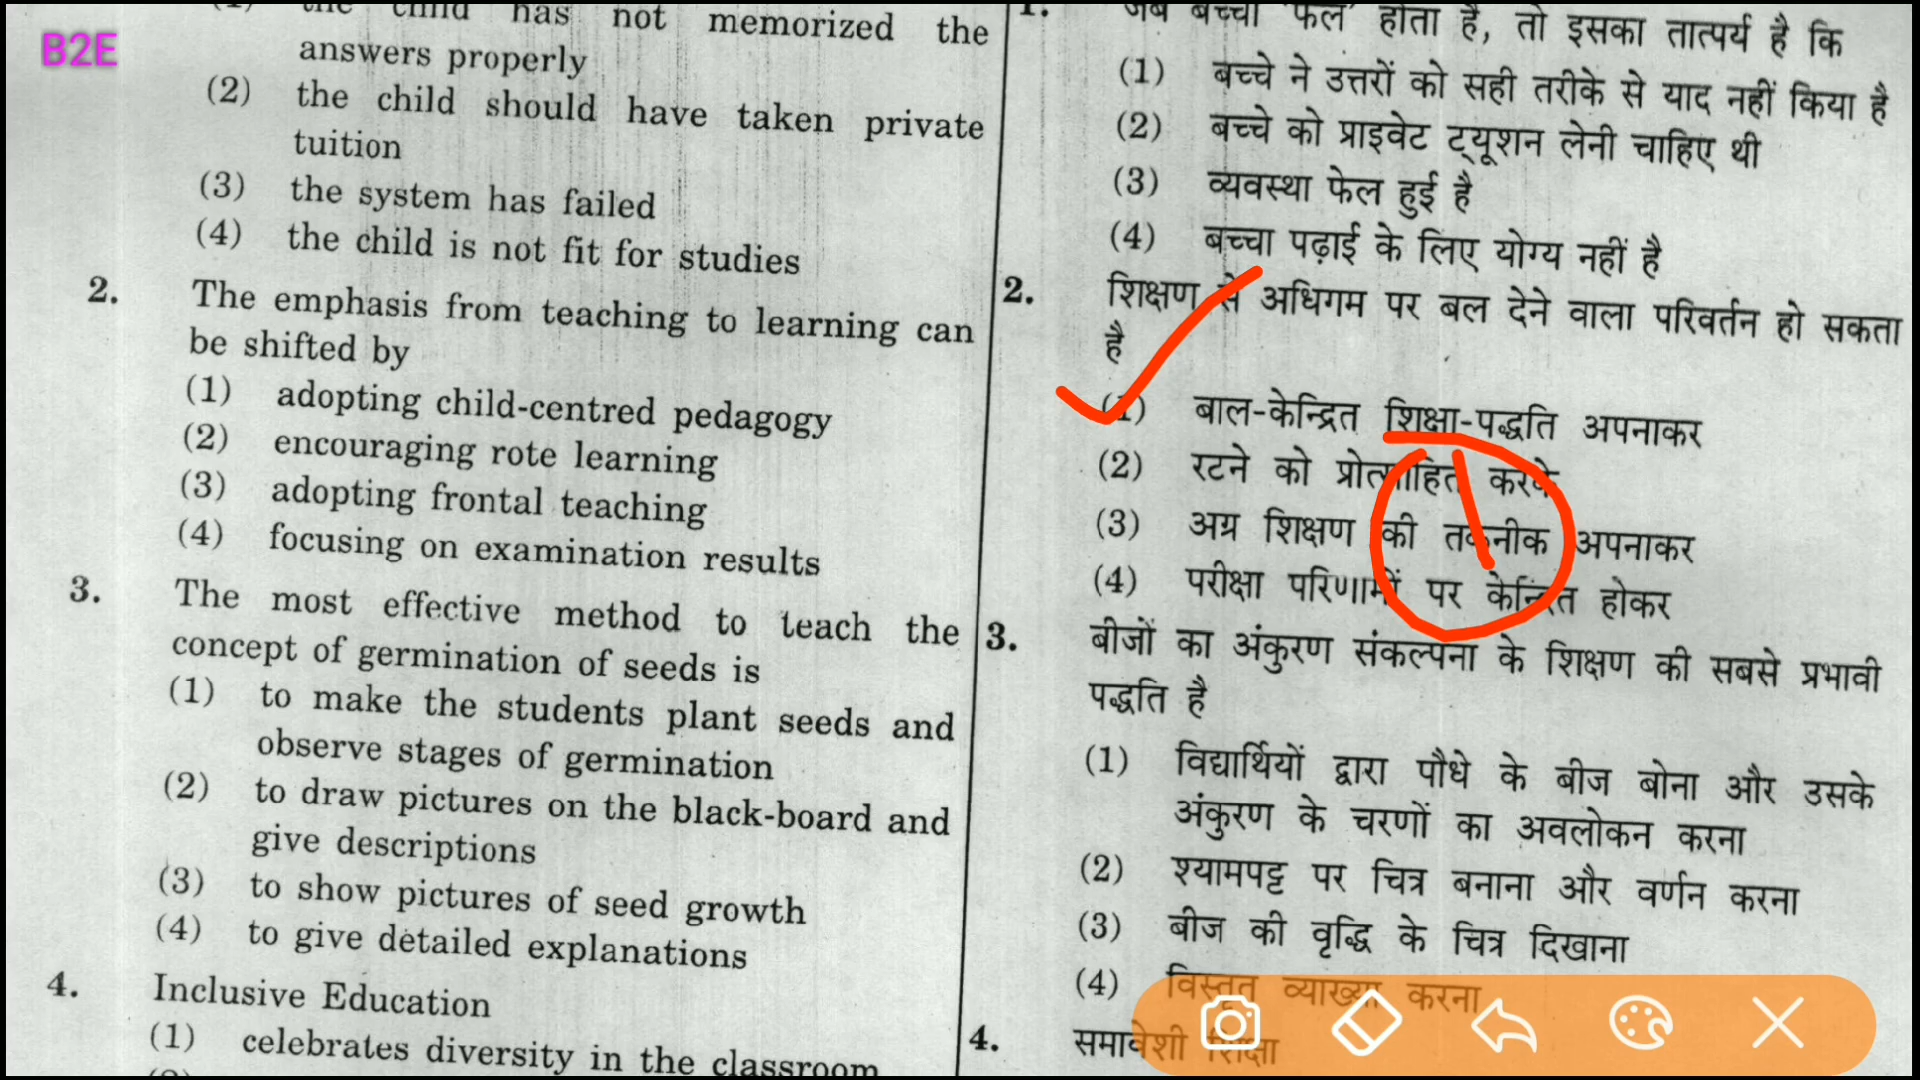 B2E
the child has not memorized the
answers properly
(2) the child should have taken private
tuition
(3) the system has failed
(4) the child is not fit for studies
2. The emphasis from teaching to learning can
be shifted by
(1) adopting child-centred pedagogy
(2) encouraging rote learning
(3) adopting frontal teaching
(4) focusing on examination results
3. The most effective method to teach the
concept of germination of seeds is
(1) to make the students plant seeds and
observe stages of germination
(2) to draw pictures on the black-board and
give descriptions
(3) to show pictures of seed growth
(4) to give detailed explanations
4. Inclusive Education
(1) celebrates diversity in the classroom
1. जब बच्चा 'फेल' होता है, तो इसका तात्पर्य है कि
(1) बच्चे ने उत्तरों को सही तरीके से याद नहीं किया है
(2) बच्चे को प्राइवेट ट्यूशन लेनी चाहिए थी
(3) व्यवस्था फेल हुई है
(4) बच्चा पढ़ाई के लिए योग्य नहीं है
2. शिक्षण से अधिगम पर बल देने वाला परिवर्तन हो सकता
है
(1) बाल-केन्द्रित शिक्षा-पद्धति अपनाकर
(2) रटने को प्रोत्साहित करके
(3) अग्र शिक्षण की तकनीक अपनाकर
(4) परीक्षा परिणामों पर केन्द्रित होकर
3. बीजों का अंकुरण संकल्पना के शिक्षण की सबसे प्रभावी
पद्धति है
(1) विद्यार्थियों द्वारा पौधे के बीज बोना और उसके
अंकुरण के चरणों का अवलोकन करना
(2) श्यामपट्ट पर चित्र बनाना और वर्णन करना
(3) बीज की वृद्धि के चित्र दिखाना
(4) विस्तृत व्याख्या करना
4. समावेशी शिक्षा